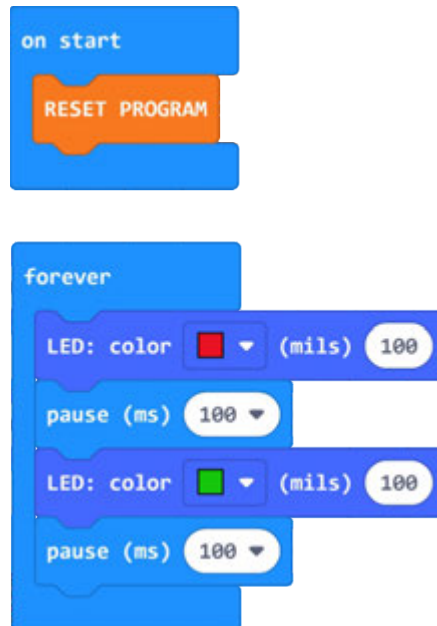 on start
RESET PROGRAM
forever
LED: color (mils) 100
pause (ms) 100
LED: color (mils) 100
pause (ms) 100